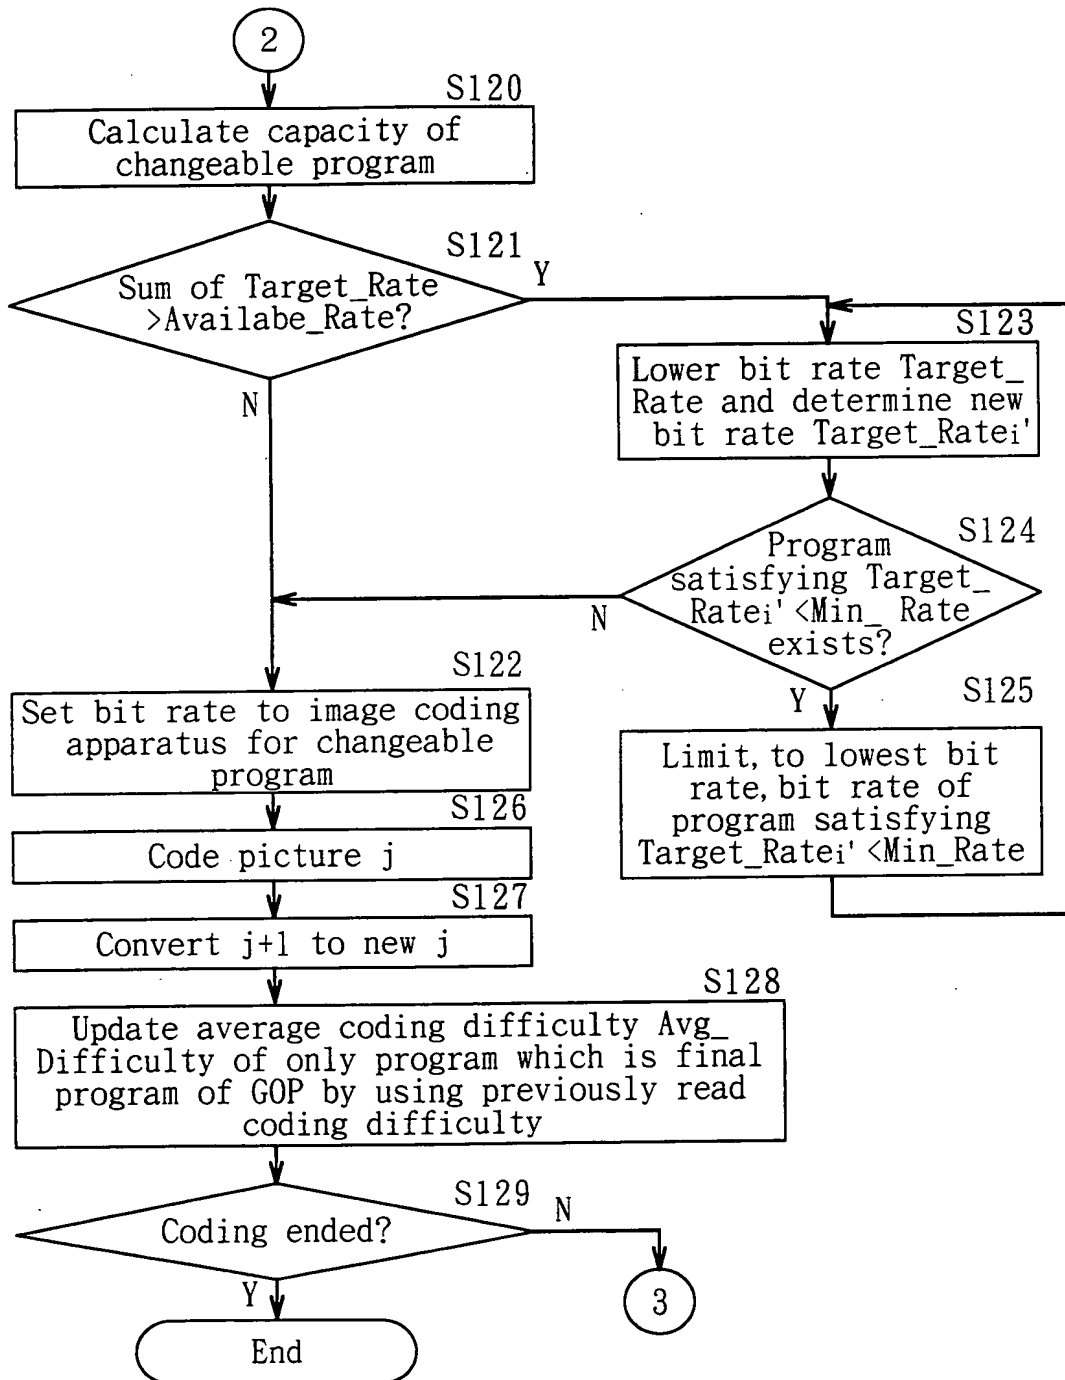 2
S120
Calculate capacity of
changeable program
S121
Sum of Target_Rate
>Availabe_Rate?
Y
N
S123
Lower bit rate Target_
Rate and determine new
bit rate Target_Ratei'
S124
Program
satisfying Target_
Ratei'<Min_ Rate
exists?
N
Y
S125
Limit, to lowest bit
rate, bit rate of
program satisfying
Target_Ratei'<Min_Rate
S122
Set bit rate to image coding
apparatus for changeable
program
S126
Code picture j
S127
Convert j+1 to new j
S128
Update average coding difficulty Avg_
Difficulty of only program which is final
program of GOP by using previously read
coding difficulty
S129
Coding ended?
N
Y
3
End